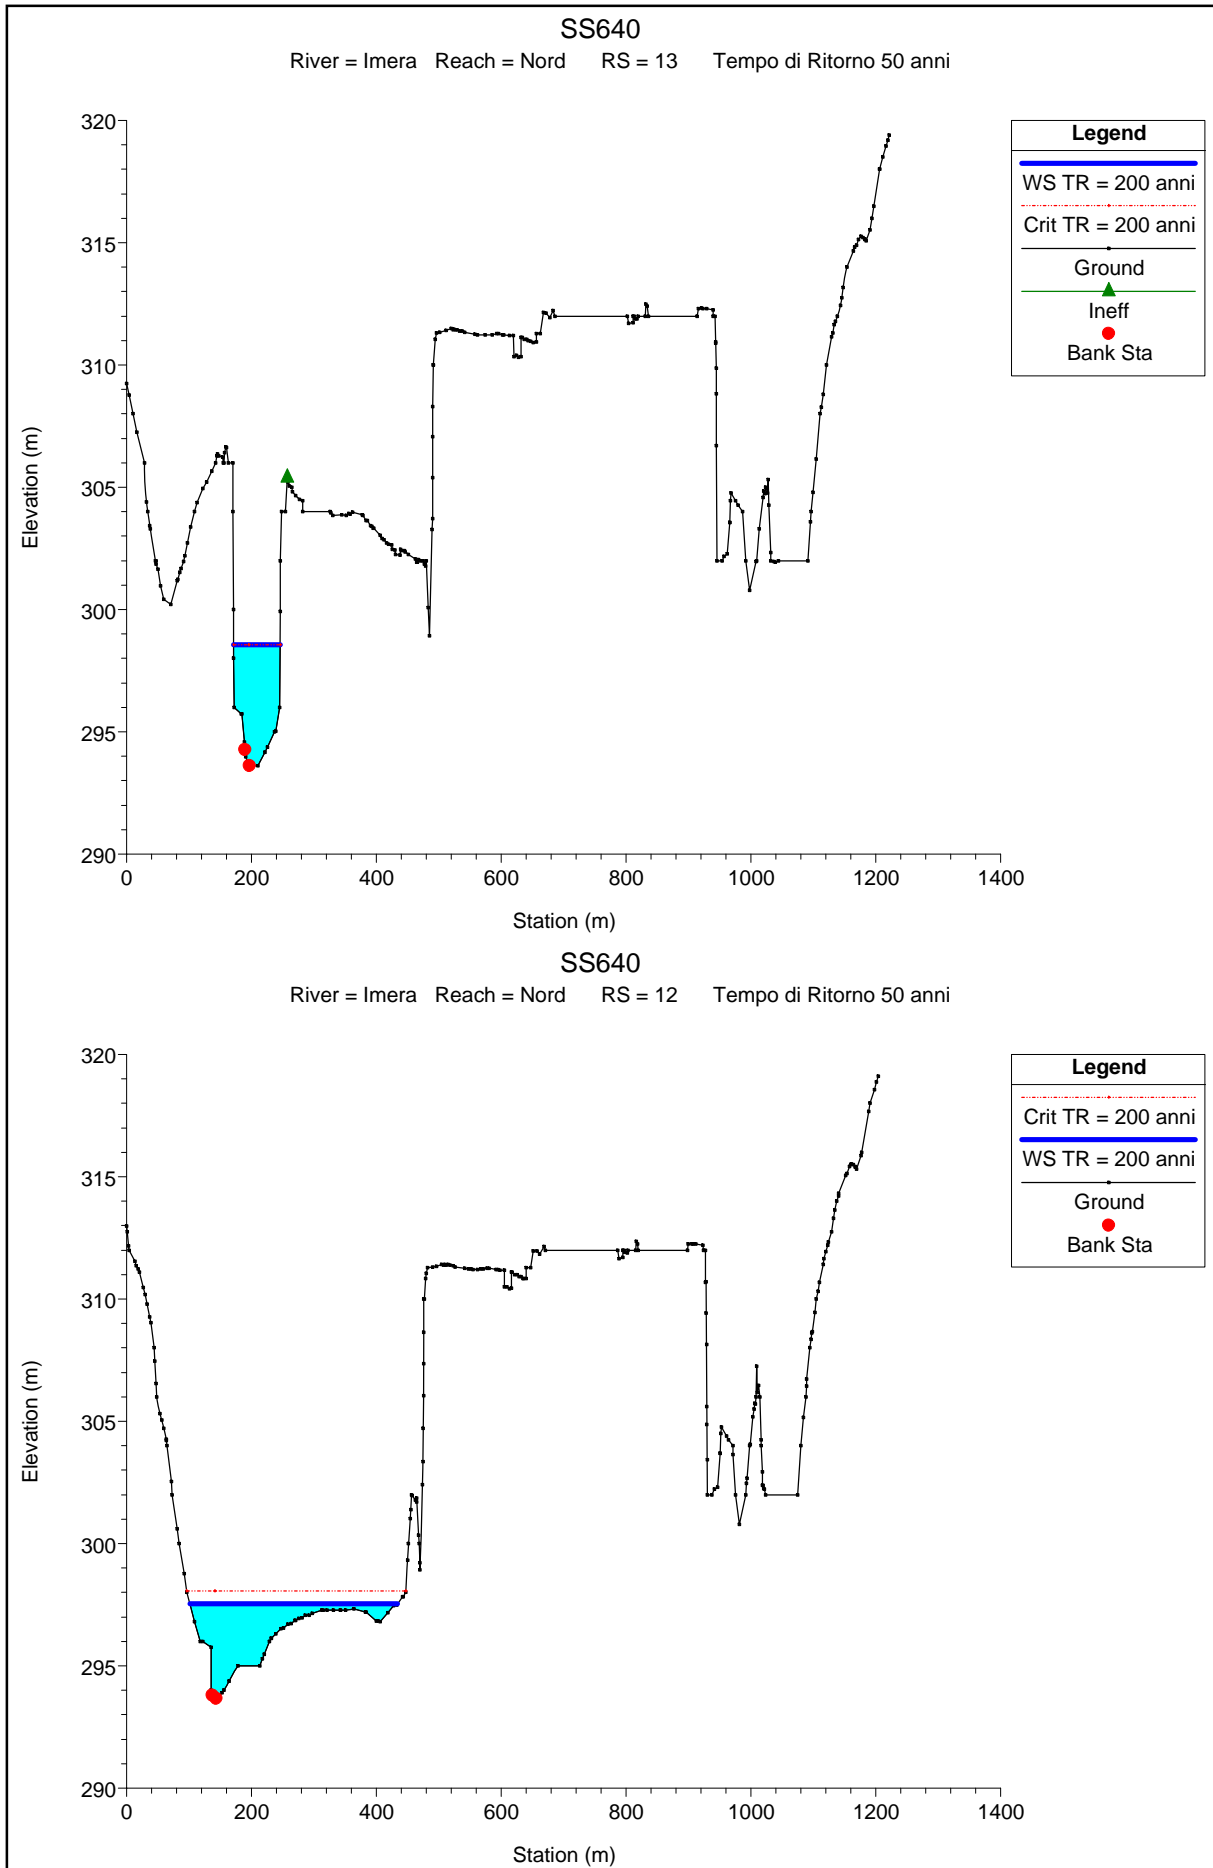 SS640
River = Imera   Reach = Nord      RS = 13      Tempo di Ritorno 50 anni
320
315
310
305
300
295
290
Elevation (m)
0 200 400 600 800 1000 1200 1400
Station (m)
Legend
WS TR = 200 anni
Crit TR = 200 anni
Ground
Ineff
Bank Sta
SS640
River = Imera   Reach = Nord      RS = 12      Tempo di Ritorno 50 anni
320
315
310
305
300
295
290
Elevation (m)
0 200 400 600 800 1000 1200 1400
Station (m)
Legend
Crit TR = 200 anni
WS TR = 200 anni
Ground
Bank Sta